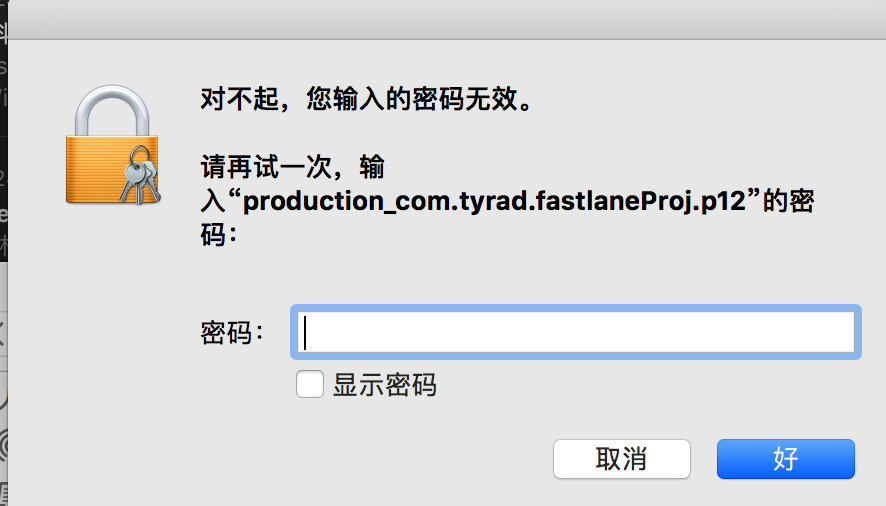 对不起，您输入的密码无效。
请再试一次，输
入“production_com.tyrad.fastlaneProj.p12”的密
码：
密码：
显示密码
取消
好